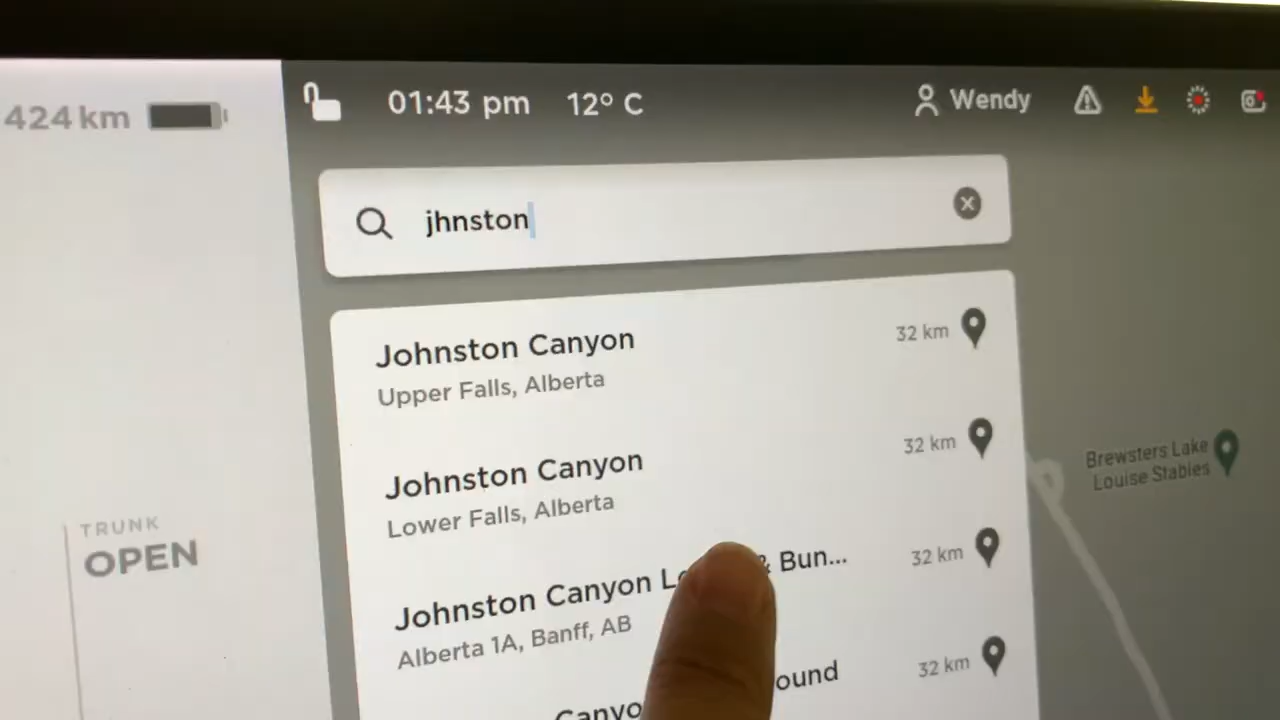 424 km
01:43 pm 12° C Wendy
jhnston
Johnston Canyon
Upper Falls, Alberta
32 km
Johnston Canyon
Lower Falls, Alberta
32 km
Brewsters Lake
Louise Stables
TRUNK
OPEN
Johnston Canyon & Bun...
Alberta 1A, Banff, AB
32 km
32 km